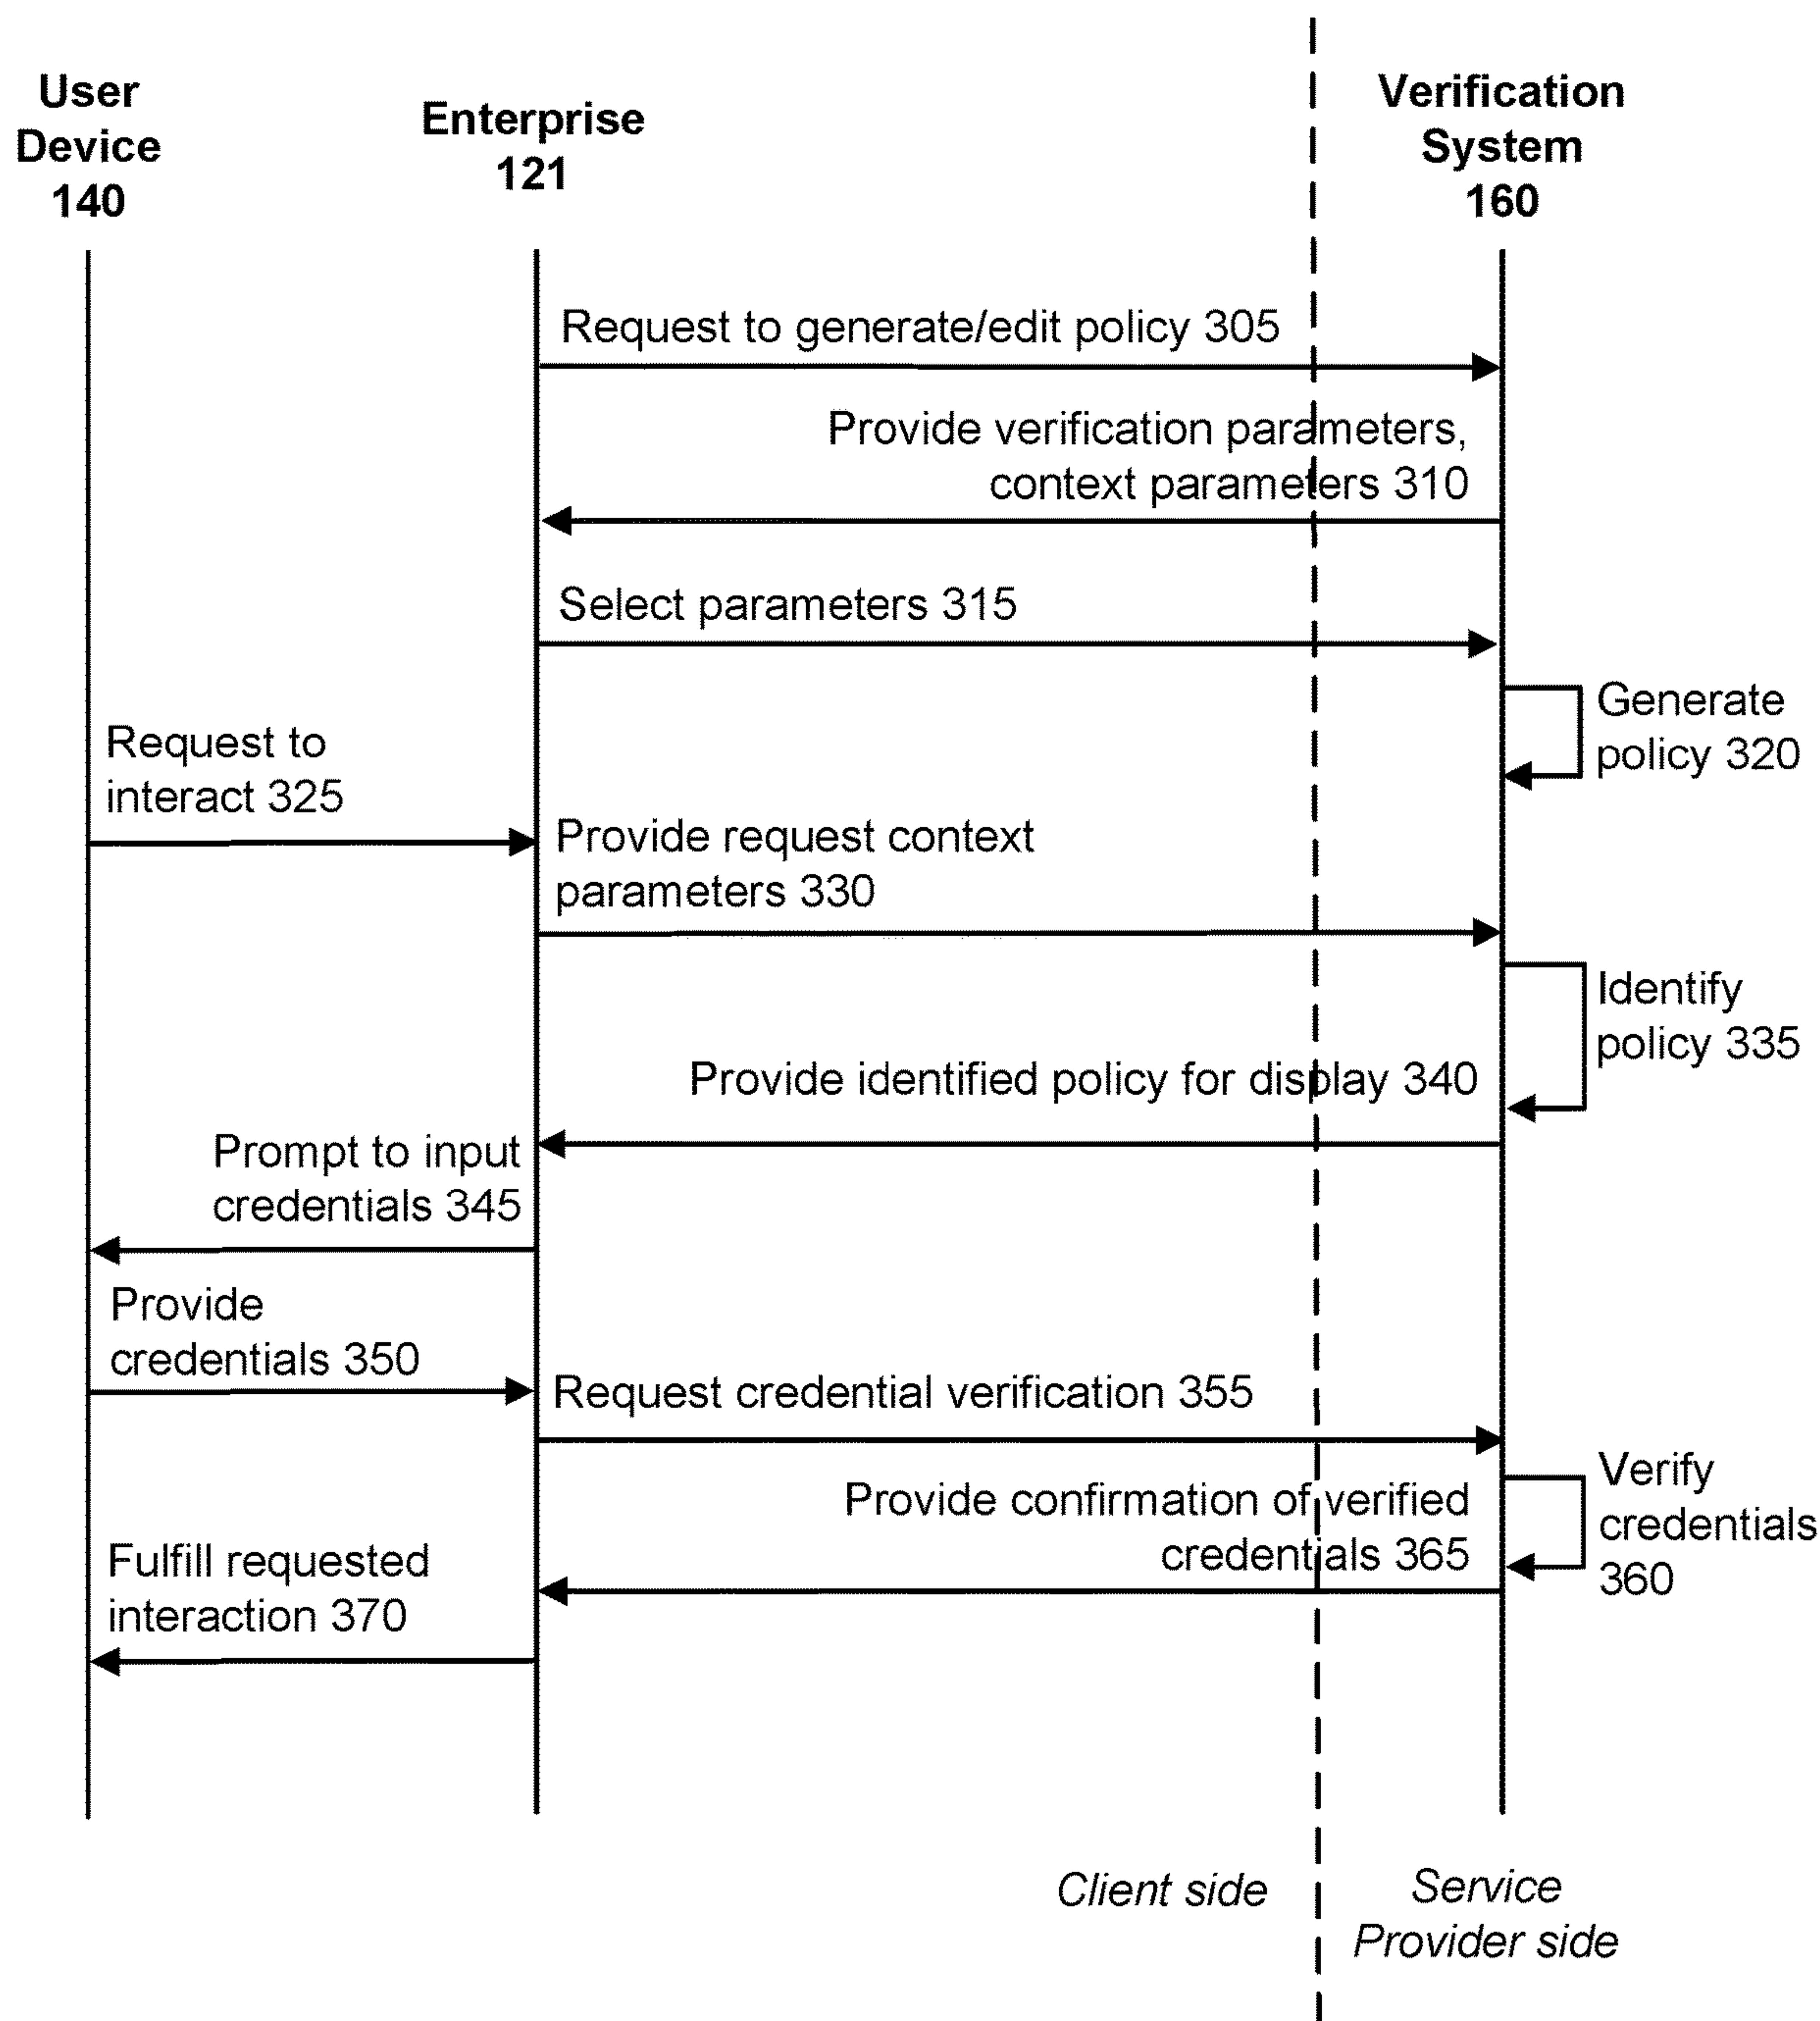 User
Device
140
Enterprise
121
Verification
System
160
Request to generate/edit policy 305
Provide verification parameters,
context parameters 310
Select parameters 315
Generate
policy 320
Request to
interact 325
Provide request context
parameters 330
Identify
policy 335
Provide identified policy for display 340
Prompt to input
credentials 345
Provide
credentials 350
Request credential verification 355
Verify
credentials
360
Provide confirmation of verified
credentials 365
Fulfill requested
interaction 370
Client side
Service
Provider side